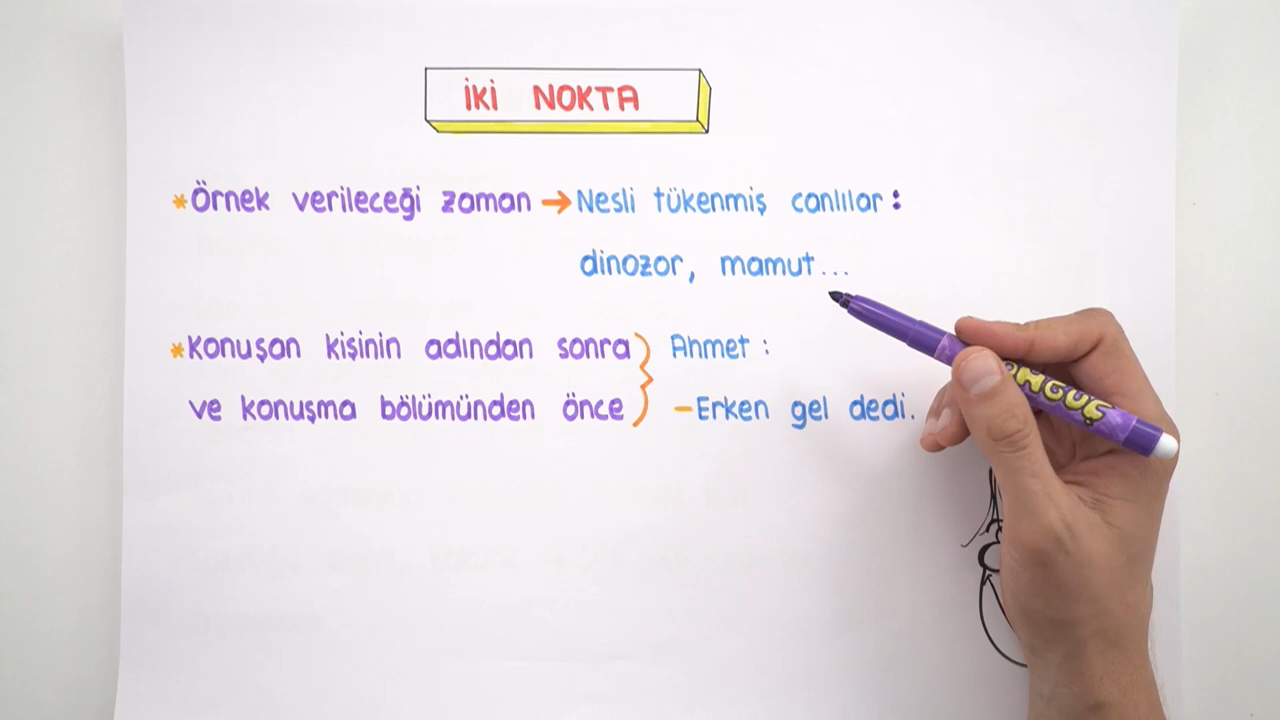 İKİ NOKTA
*Örnek verileceği zaman → Nesli tükenmiş canlılar:
dinozor, mamut...
*Konuşan kişinin adından sonra } Ahmet :
ve konuşma bölümünden önce –Erken gel dedi.